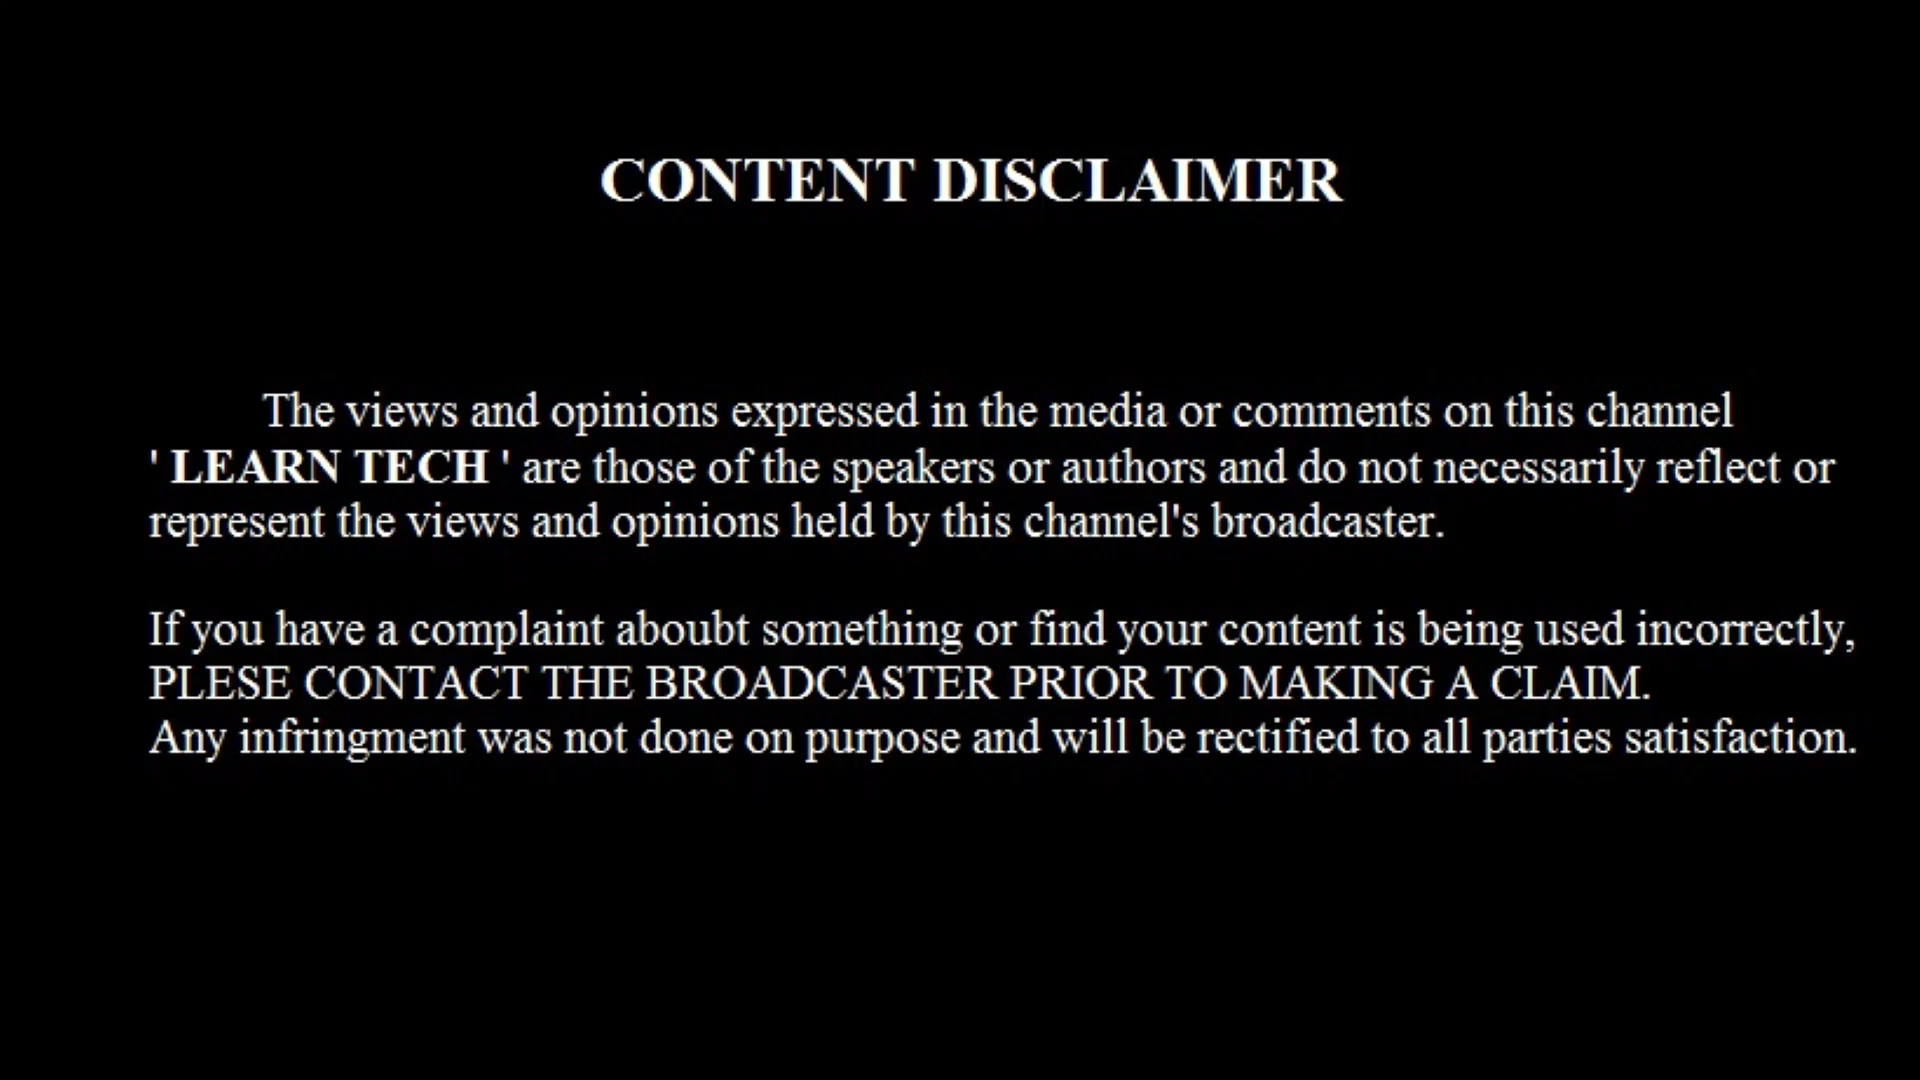 CONTENT DISCLAIMER
The views and opinions expressed in the media or comments on this channel
' LEARN TECH ' are those of the speakers or authors and do not necessarily reflect or
represent the views and opinions held by this channel's broadcaster.
If you have a complaint aboubt something or find your content is being used incorrectly,
PLESE CONTACT THE BROADCASTER PRIOR TO MAKING A CLAIM.
Any infringment was not done on purpose and will be rectified to all parties satisfaction.